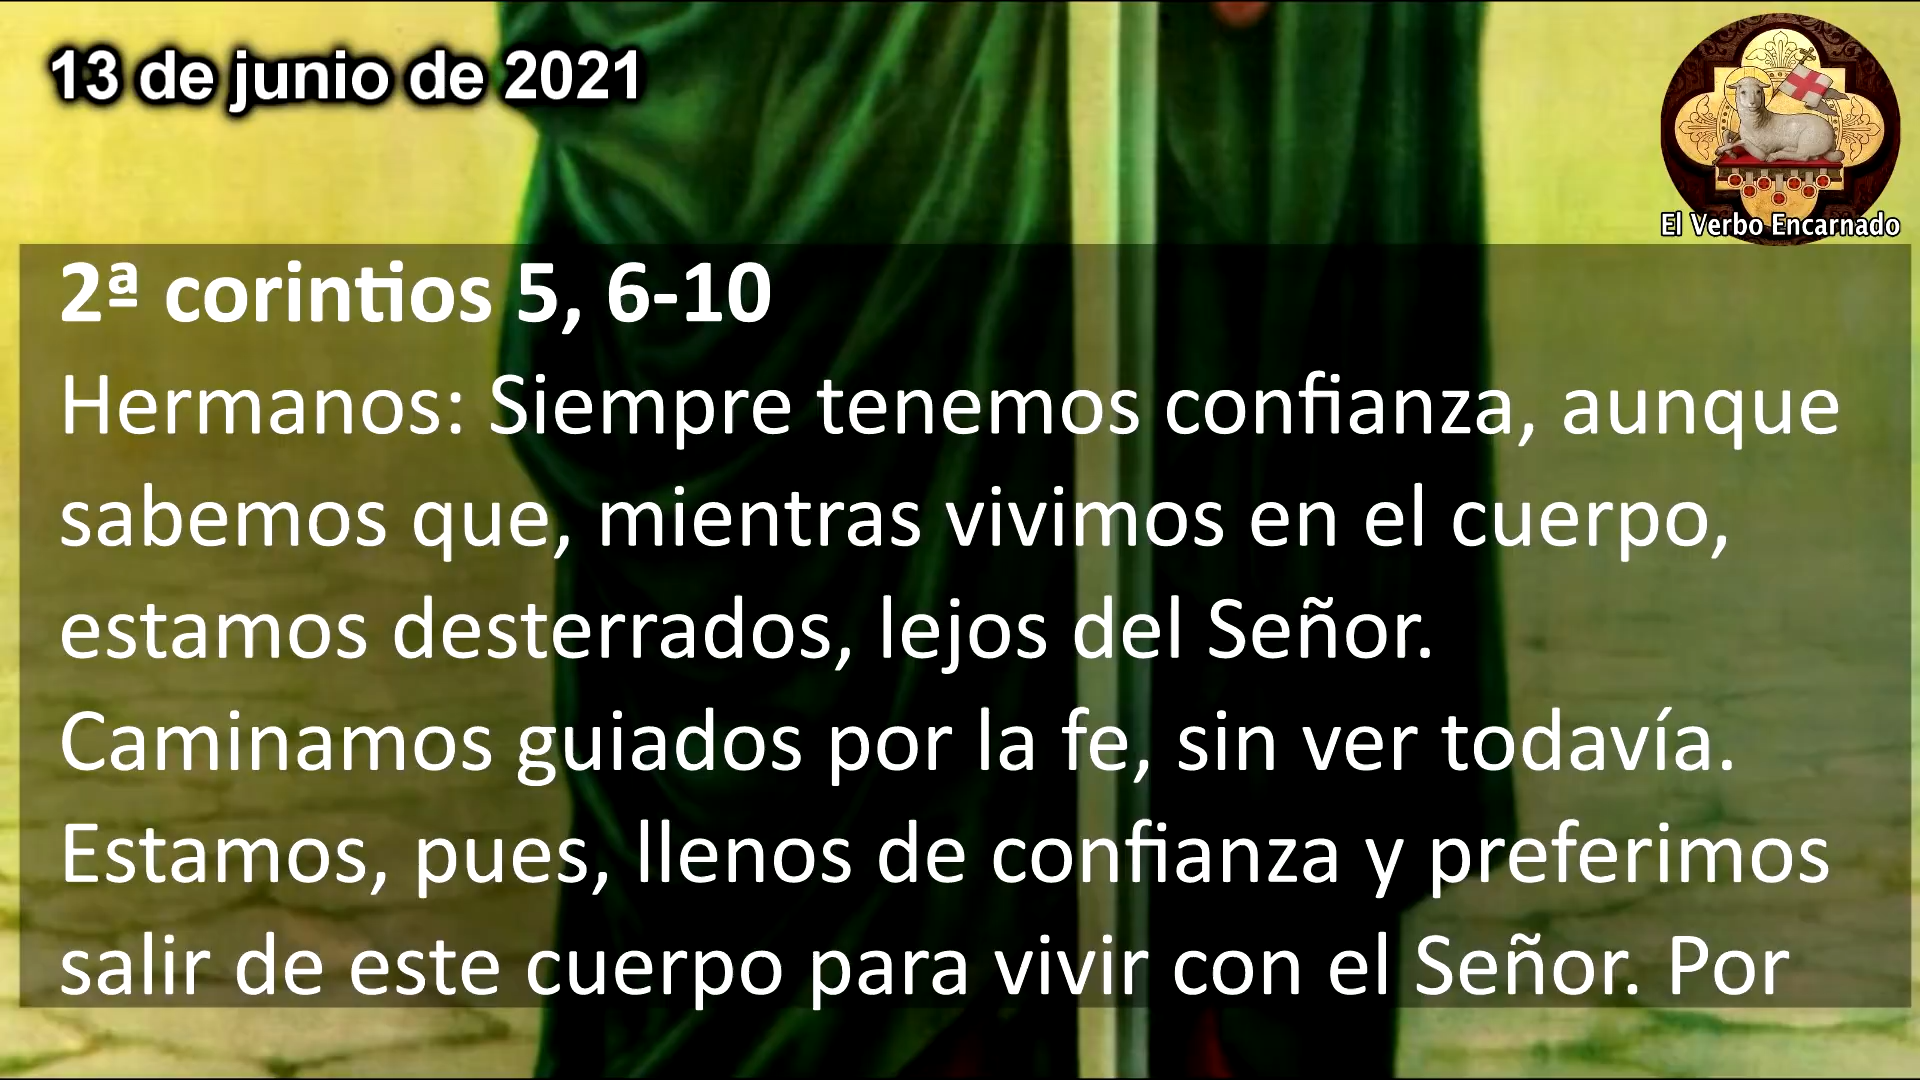 13 de junio de 2021
El Verbo Encarnado
2ª corintios 5, 6-10
Hermanos: Siempre tenemos confianza, aunque
sabemos que, mientras vivimos en el cuerpo,
estamos desterrados, lejos del Señor.
Caminamos guiados por la fe, sin ver todavía.
Estamos, pues, llenos de confianza y preferimos
salir de este cuerpo para vivir con el Señor. Por